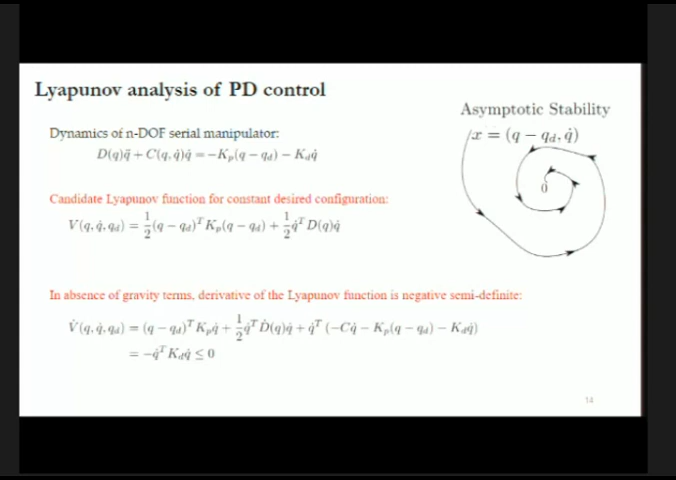 Lyapunov analysis of PD control
Asymptotic Stability
x = (q − q_d, q̇)
0
Dynamics of n-DOF serial manipulator:
D(q)q̈ + C(q, q̇)q̇ = −K_p(q − q_d) − K_d q̇
Candidate Lyapunov function for constant desired configuration:
V(q, q̇, q_d) = 1/2 (q − q_d)^T K_p(q − q_d) + 1/2 q̇^T D(q)q̇
In absence of gravity terms, derivative of the Lyapunov function is negative semi-definite:
V̇(q, q̇, q_d) = (q − q_d)^T K_p q̇ + 1/2 q̇^T Ḋ(q)q̇ + q̇^T (−Cq̇ − K_p(q − q_d) − K_d q̇)
= −q̇^T K_d q̇ ≤ 0
14